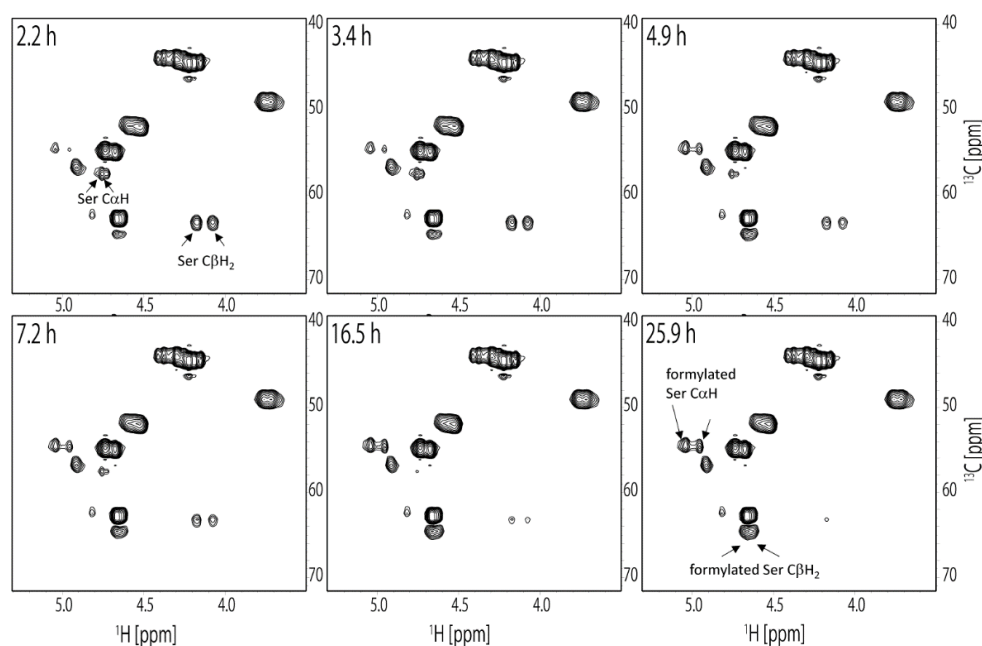 2.2 h
3.4 h
4.9 h
40
40
40
50
50
50
60
60
60
70
70
70
¹³C [ppm]
Ser CαH
Ser CβH₂
5.0 4.5 4.0
5.0 4.5 4.0
5.0 4.5 4.0
7.2 h
16.5 h
25.9 h
40
40
40
50
50
50
60
60
60
70
70
70
¹³C [ppm]
formylated
Ser CαH
formylated Ser CβH₂
5.0 4.5 4.0
5.0 4.5 4.0
5.0 4.5 4.0
¹H [ppm]
¹H [ppm]
¹H [ppm]